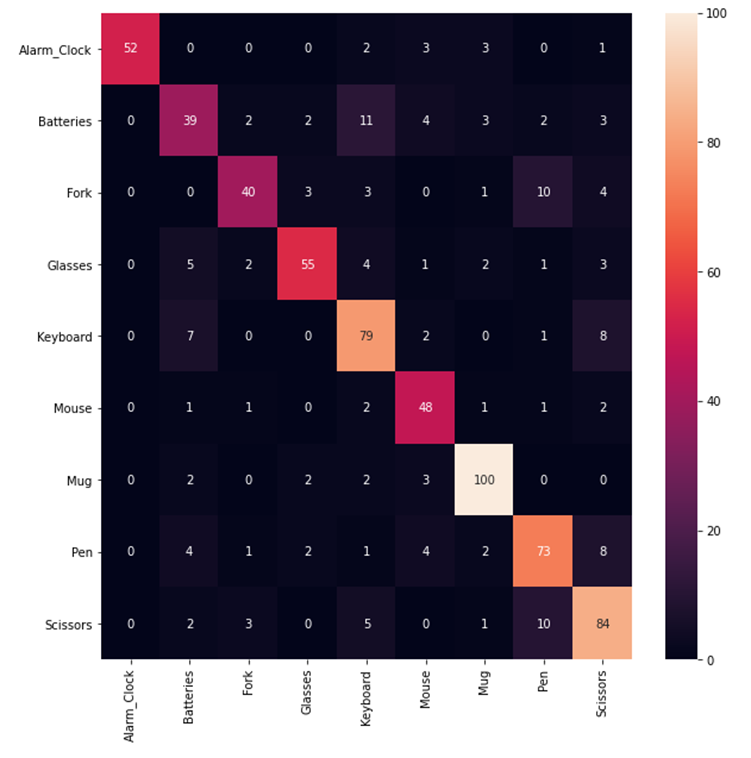 Alarm_Clock 52 0 0 0 2 3 3 0 1
Batteries 0 39 2 2 11 4 3 2 3
Fork 0 0 40 3 3 0 1 10 4
Glasses 0 5 2 55 4 1 2 1 3
Keyboard 0 7 0 0 79 2 0 1 8
Mouse 0 1 1 0 2 48 1 1 2
Mug 0 2 0 2 2 3 100 0 0
Pen 0 4 1 2 1 4 2 73 8
Scissors 0 2 3 0 5 0 1 10 84
Alarm_Clock
Batteries
Fork
Glasses
Keyboard
Mouse
Mug
Pen
Scissors
100
80
60
40
20
0